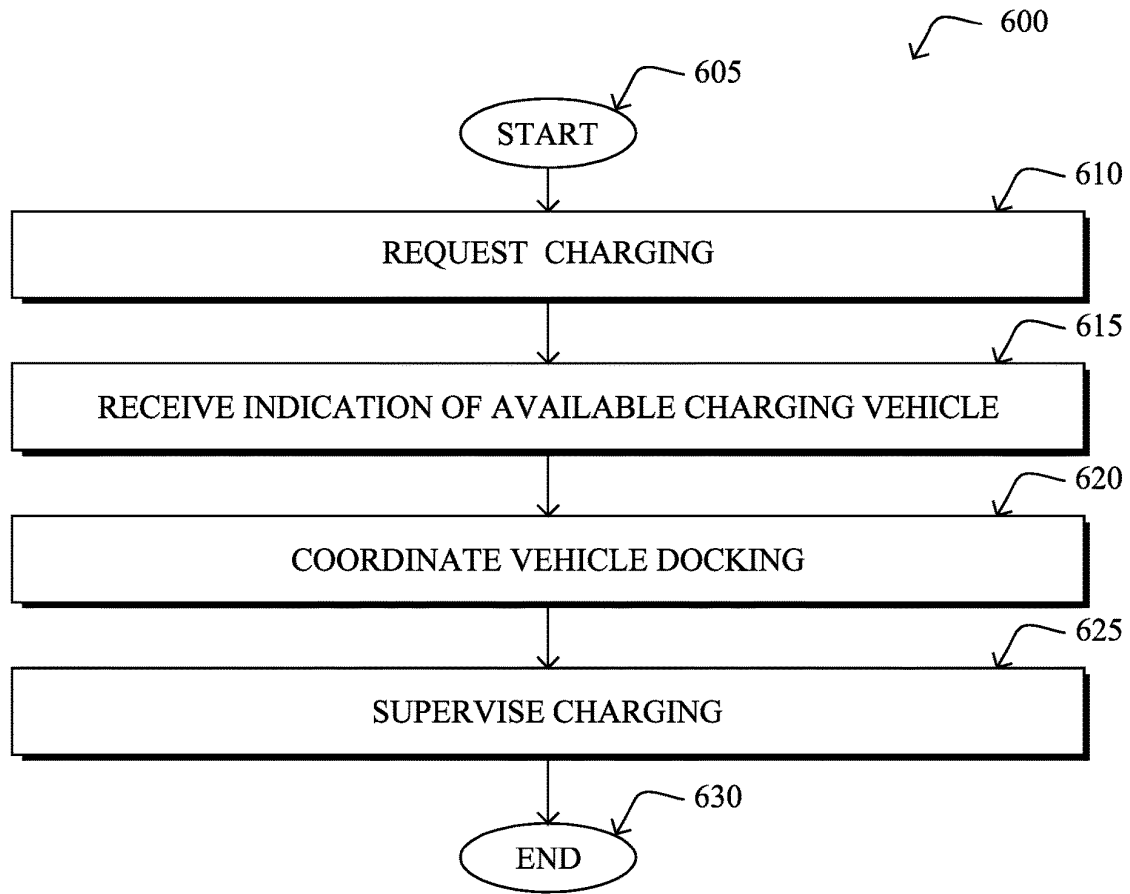 600
605
START
610
REQUEST CHARGING
615
RECEIVE INDICATION OF AVAILABLE CHARGING VEHICLE
620
COORDINATE VEHICLE DOCKING
625
SUPERVISE CHARGING
630
END